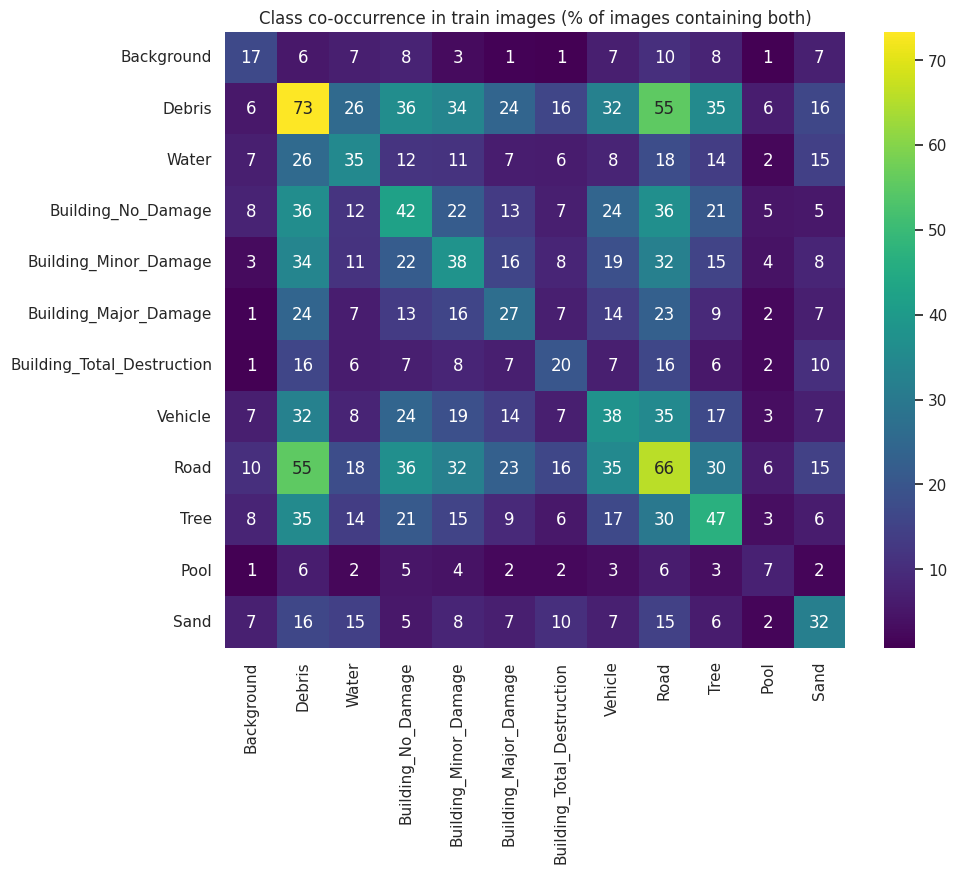 Class co-occurrence in train images (% of images containing both)
Background 17 6 7 8 3 1 1 7 10 8 1 7
Debris 6 73 26 36 34 24 16 32 55 35 6 16
Water 7 26 35 12 11 7 6 8 18 14 2 15
Building_No_Damage 8 36 12 42 22 13 7 24 36 21 5 5
Building_Minor_Damage 3 34 11 22 38 16 8 19 32 15 4 8
Building_Major_Damage 1 24 7 13 16 27 7 14 23 9 2 7
Building_Total_Destruction 1 16 6 7 8 7 20 7 16 6 2 10
Vehicle 7 32 8 24 19 14 7 38 35 17 3 7
Road 10 55 18 36 32 23 16 35 66 30 6 15
Tree 8 35 14 21 15 9 6 17 30 47 3 6
Pool 1 6 2 5 4 2 2 3 6 3 7 2
Sand 7 16 15 5 8 7 10 7 15 6 2 32
Background
Debris
Water
Building_No_Damage
Building_Minor_Damage
Building_Major_Damage
Building_Total_Destruction
Vehicle
Road
Tree
Pool
Sand
70
60
50
40
30
20
10